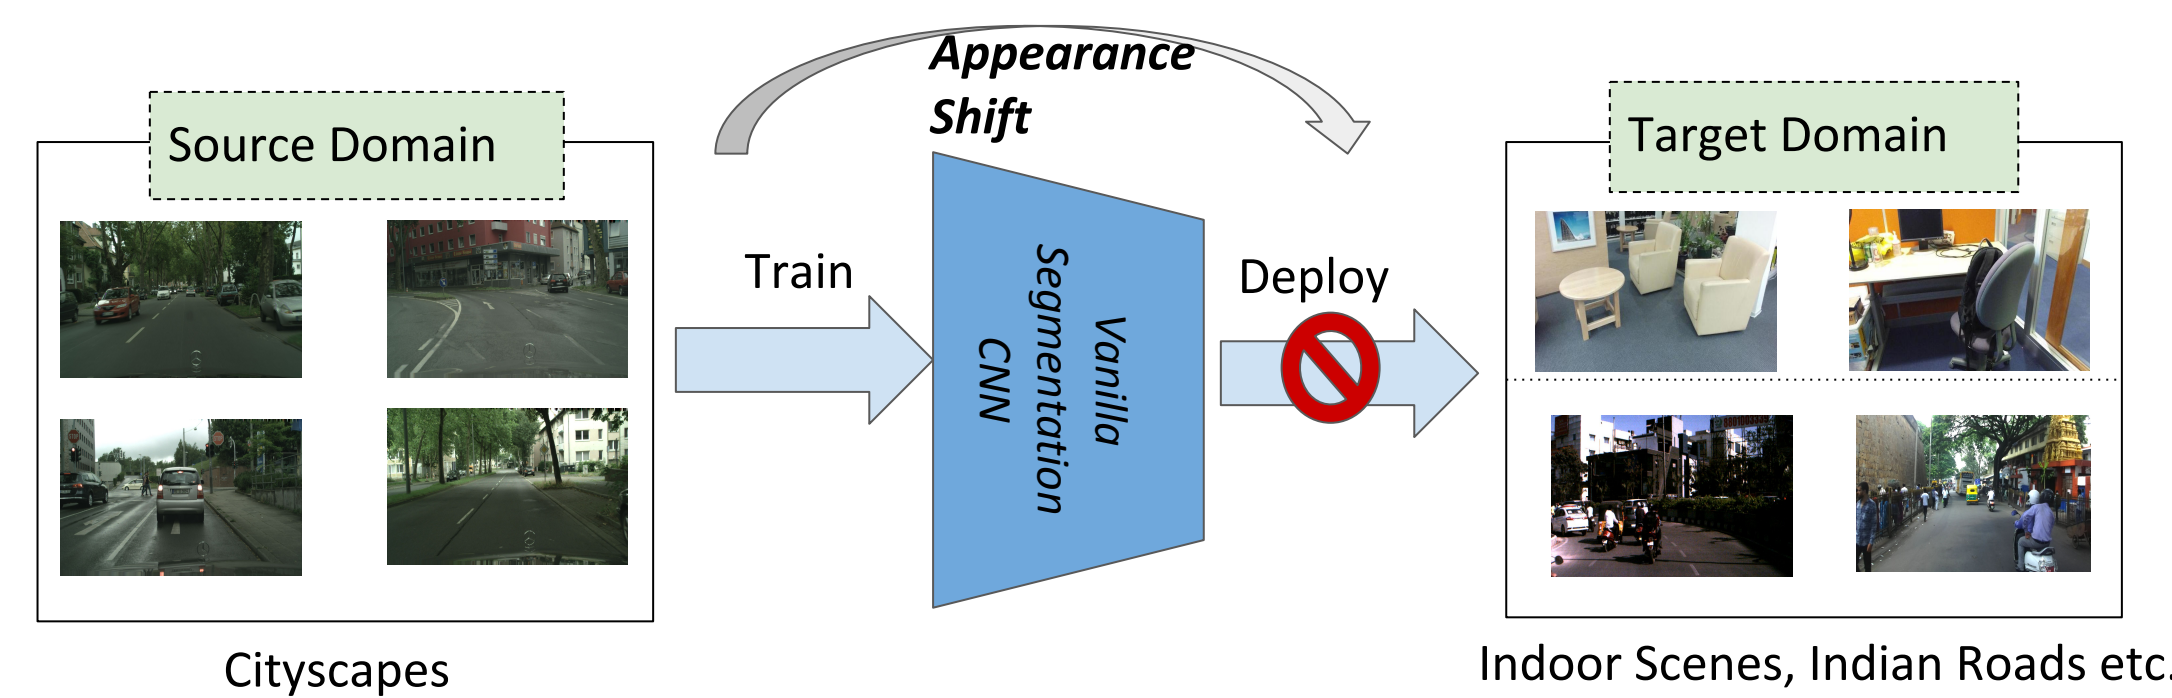 Appearance
Shift
Source Domain
Target Domain
Train
Deploy
Vanilla
Segmentation
CNN
Cityscapes
Indoor Scenes, Indian Roads etc.